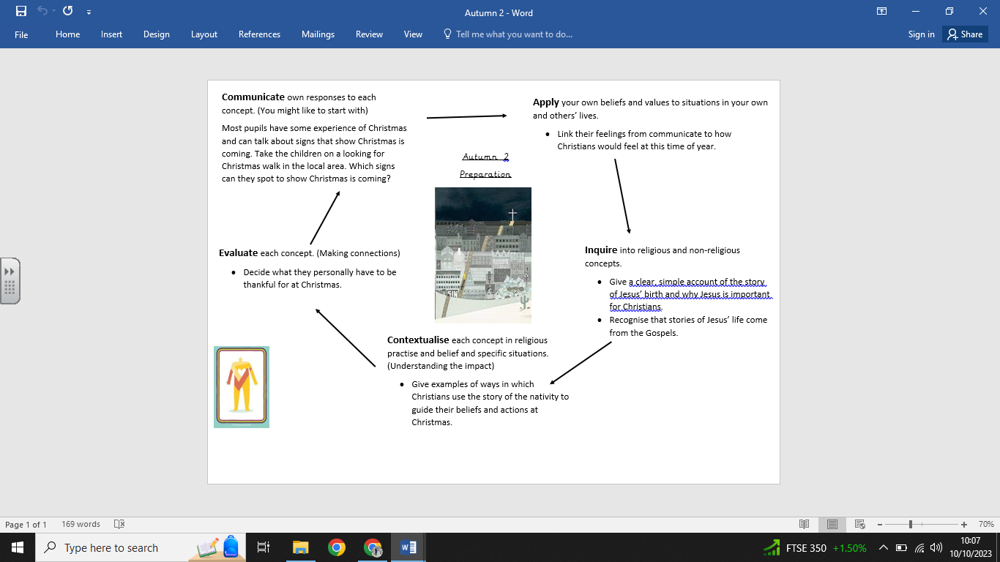 Autumn 2 - Word
File
Home
Insert
Design
Layout
References
Mailings
Review
View
Tell me what you want to do...
Sign in
Share
Communicate own responses to each
concept. (You might like to start with)
Most pupils have some experience of Christmas
and can talk about signs that show Christmas is
coming. Take the children on a looking for
Christmas walk in the local area. Which signs
can they spot to show Christmas is coming?
Apply your own beliefs and values to situations in your own
and others’ lives.
• Link their feelings from communicate to how
Christians would feel at this time of year.
Autumn 2
Preparation
Inquire into religious and non-religious
concepts.
• Give a clear, simple account of the story
of Jesus’ birth and why Jesus is important
for Christians.
• Recognise that stories of Jesus’ life come
from the Gospels.
Contextualise each concept in religious
practise and belief and specific situations.
(Understanding the impact)
• Give examples of ways in which
Christians use the story of the nativity to
guide their beliefs and actions at
Christmas.
Evaluate each concept. (Making connections)
• Decide what they personally have to be
thankful for at Christmas.
Page 1 of 1
169 words
70%
Type here to search
FTSE 350 +1.50%
10:07
10/10/2023